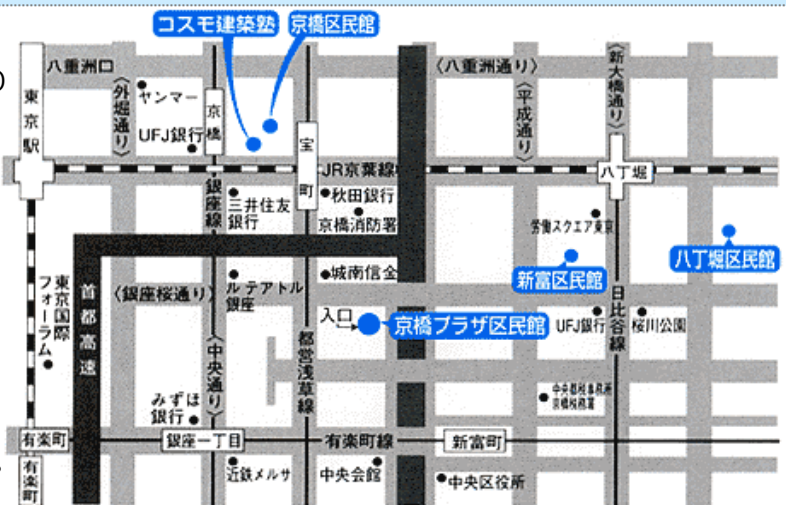 コスモ建築塾
京橋区民館
八重洲口
〈外堀通り〉
ヤンマー
UFJ銀行
京橋
宝町
〈八重洲通り〉
〈平成通り〉
〈新大橋通り〉
東京駅
JR京葉線
八丁堀
銀座線
三井住友
銀行
秋田銀行
京橋消防署
労働スクエア東京
新富区民館
八丁堀区民館
首都高速
東京国際
フォーラム
〈銀座桜通り〉
ル テアトル
銀座
城南信金
入口
京橋プラザ区民館
UFJ銀行
桜川公園
日比谷線
〈中央通り〉
都営浅草線
みずほ
銀行
中央都税事務所
京橋税務署
有楽町
銀座一丁目
有楽町線
新富町
有楽町
近鉄メルサ
中央会館
中央区役所